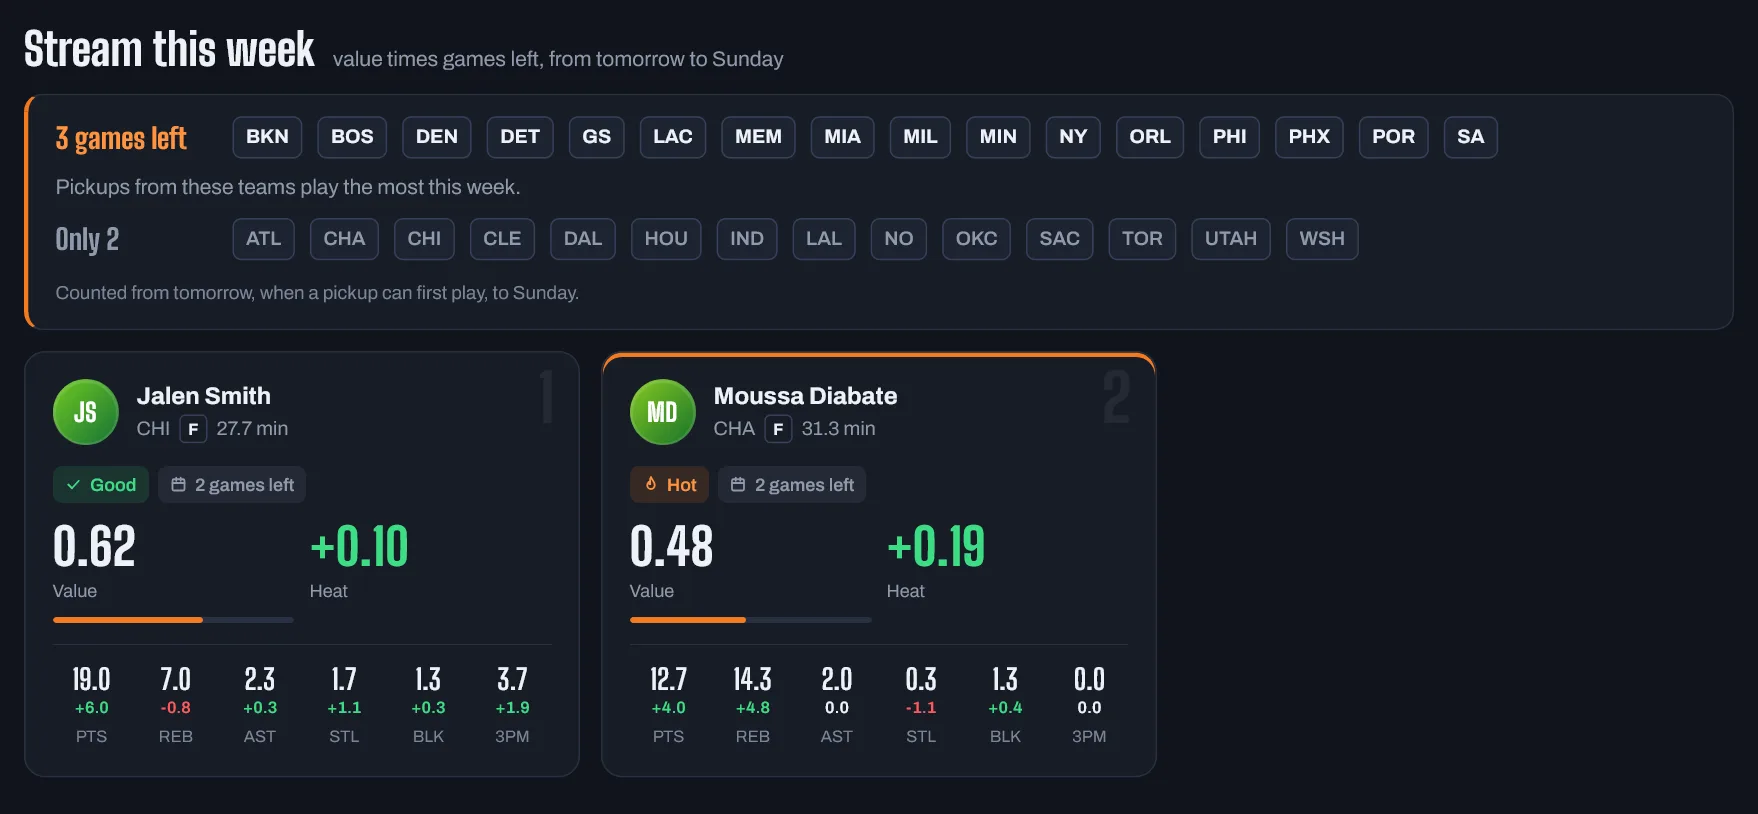 Stream this week value times games left, from tomorrow to Sunday
3 games left BKN BOS DEN DET GS LAC MEM MIA MIL MIN NY ORL PHI PHX POR SA
Pickups from these teams play the most this week.
Only 2 ATL CHA CHI CLE DAL HOU IND LAL NO OKC SAC TOR UTAH WSH
Counted from tomorrow, when a pickup can first play, to Sunday.
JS Jalen Smith 1
CHI F 27.7 min
Good 2 games left
0.62 +0.10
Value Heat
19.0 7.0 2.3 1.7 1.3 3.7
+6.0 -0.8 +0.3 +1.1 +0.3 +1.9
PTS REB AST STL BLK 3PM
MD Moussa Diabate 2
CHA F 31.3 min
Hot 2 games left
0.48 +0.19
Value Heat
12.7 14.3 2.0 0.3 1.3 0.0
+4.0 +4.8 0.0 -1.1 +0.4 0.0
PTS REB AST STL BLK 3PM